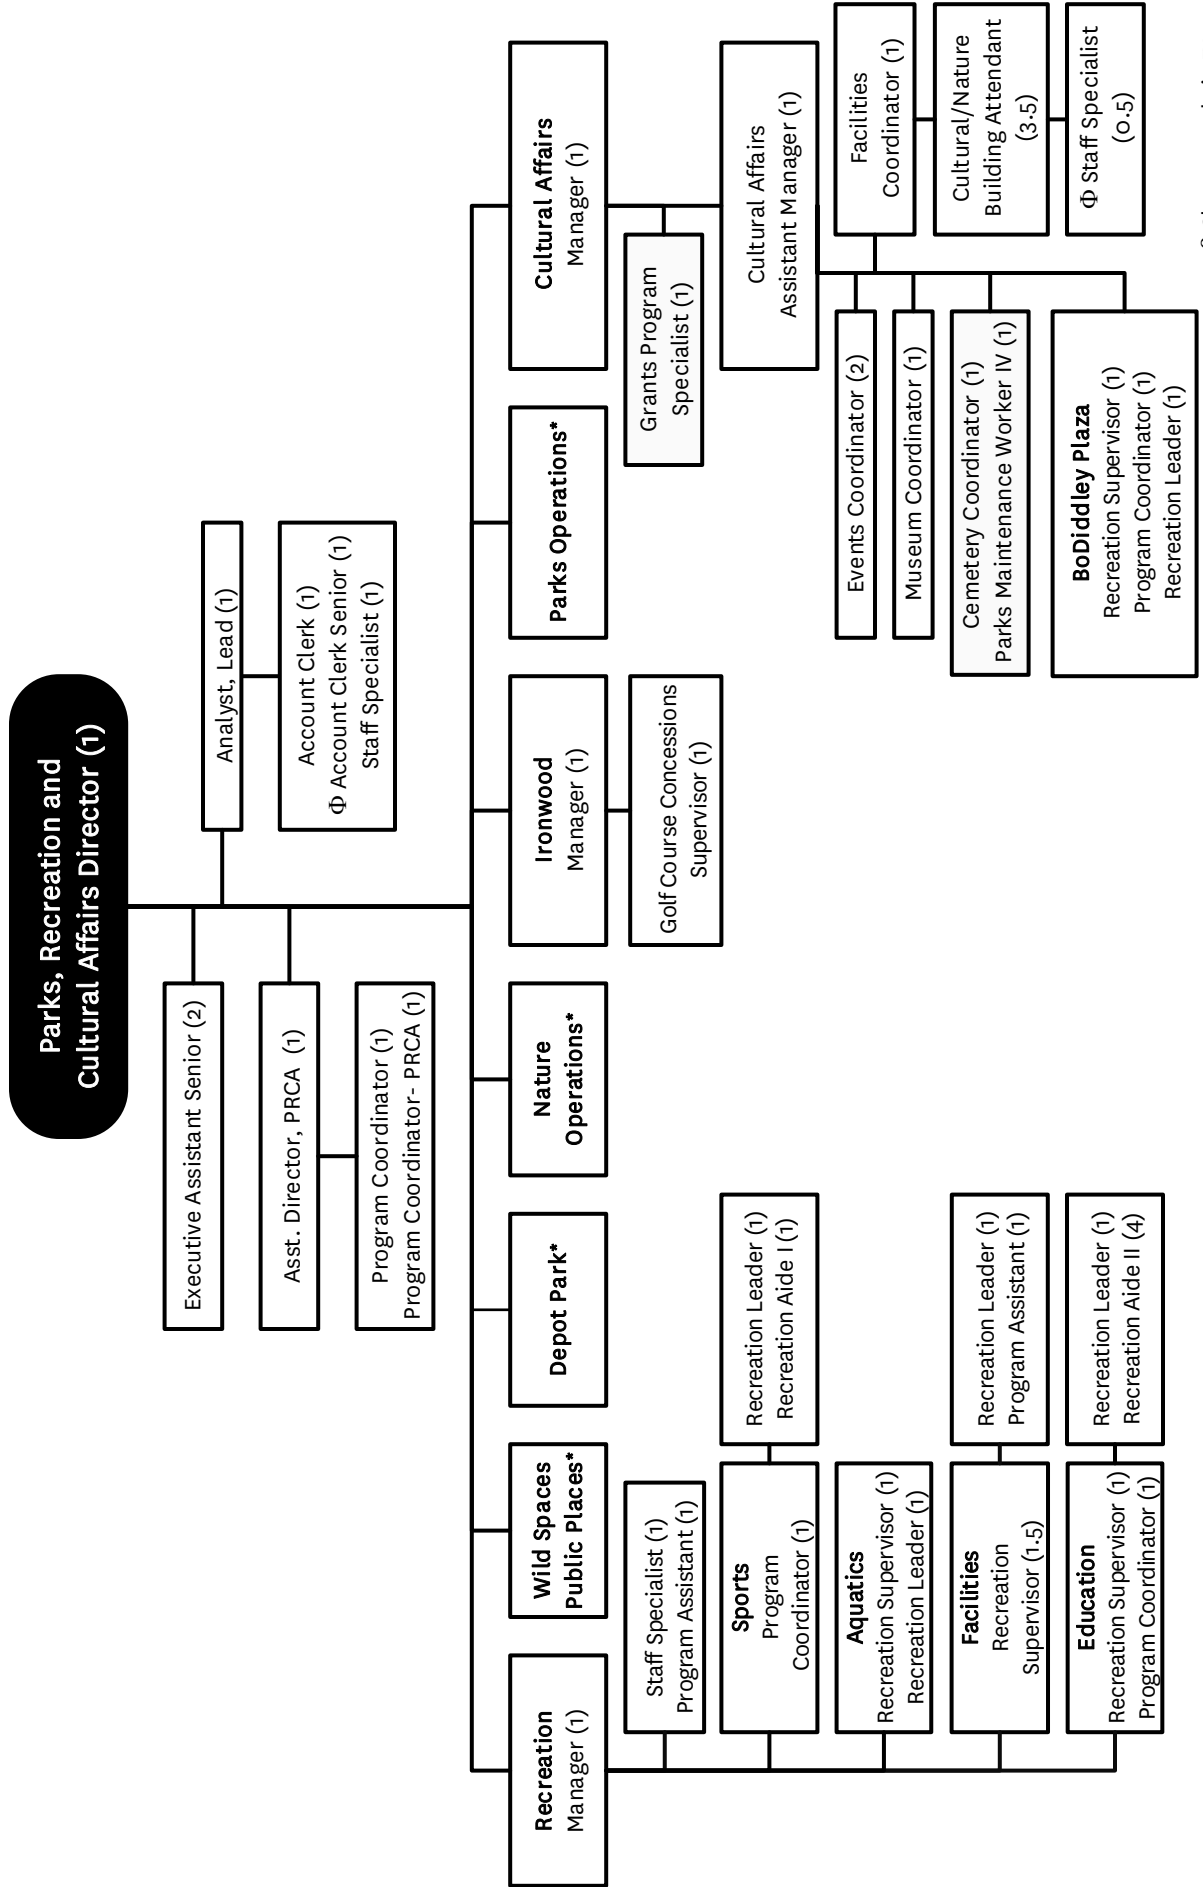 Parks, Recreation and
Cultural Affairs Director (1)
Executive Assistant Senior (2)
Analyst, Lead (1)
Asst. Director, PRCA (1)
Account Clerk (1)
Φ Account Clerk Senior (1)
Staff Specialist (1)
Program Coordinator (1)
Program Coordinator- PRCA (1)
Recreation
Manager (1)
Wild Spaces
Public Places*
Depot Park*
Nature
Operations*
Ironwood
Manager (1)
Parks Operations*
Cultural Affairs
Manager (1)
Staff Specialist (1)
Program Assistant (1)
Sports
Program
Coordinator (1)
Recreation Leader (1)
Recreation Aide I (1)
Aquatics
Recreation Supervisor (1)
Recreation Leader (1)
Facilities
Recreation
Supervisor (1.5)
Recreation Leader (1)
Program Assistant (1)
Education
Recreation Supervisor (1)
Program Coordinator (1)
Recreation Leader (1)
Recreation Aide II (4)
Golf Course Concessions
Supervisor (1)
Grants Program
Specialist (1)
Cultural Affairs
Assistant Manager (1)
Events Coordinator (2)
Museum Coordinator (1)
Cemetery Coordinator (1)
Parks Maintenance Worker IV (1)
BoDiddley Plaza
Recreation Supervisor (1)
Program Coordinator (1)
Recreation Leader (1)
Facilities
Coordinator (1)
Cultural/Nature
Building Attendant
(3.5)
Φ Staff Specialist
(0.5)